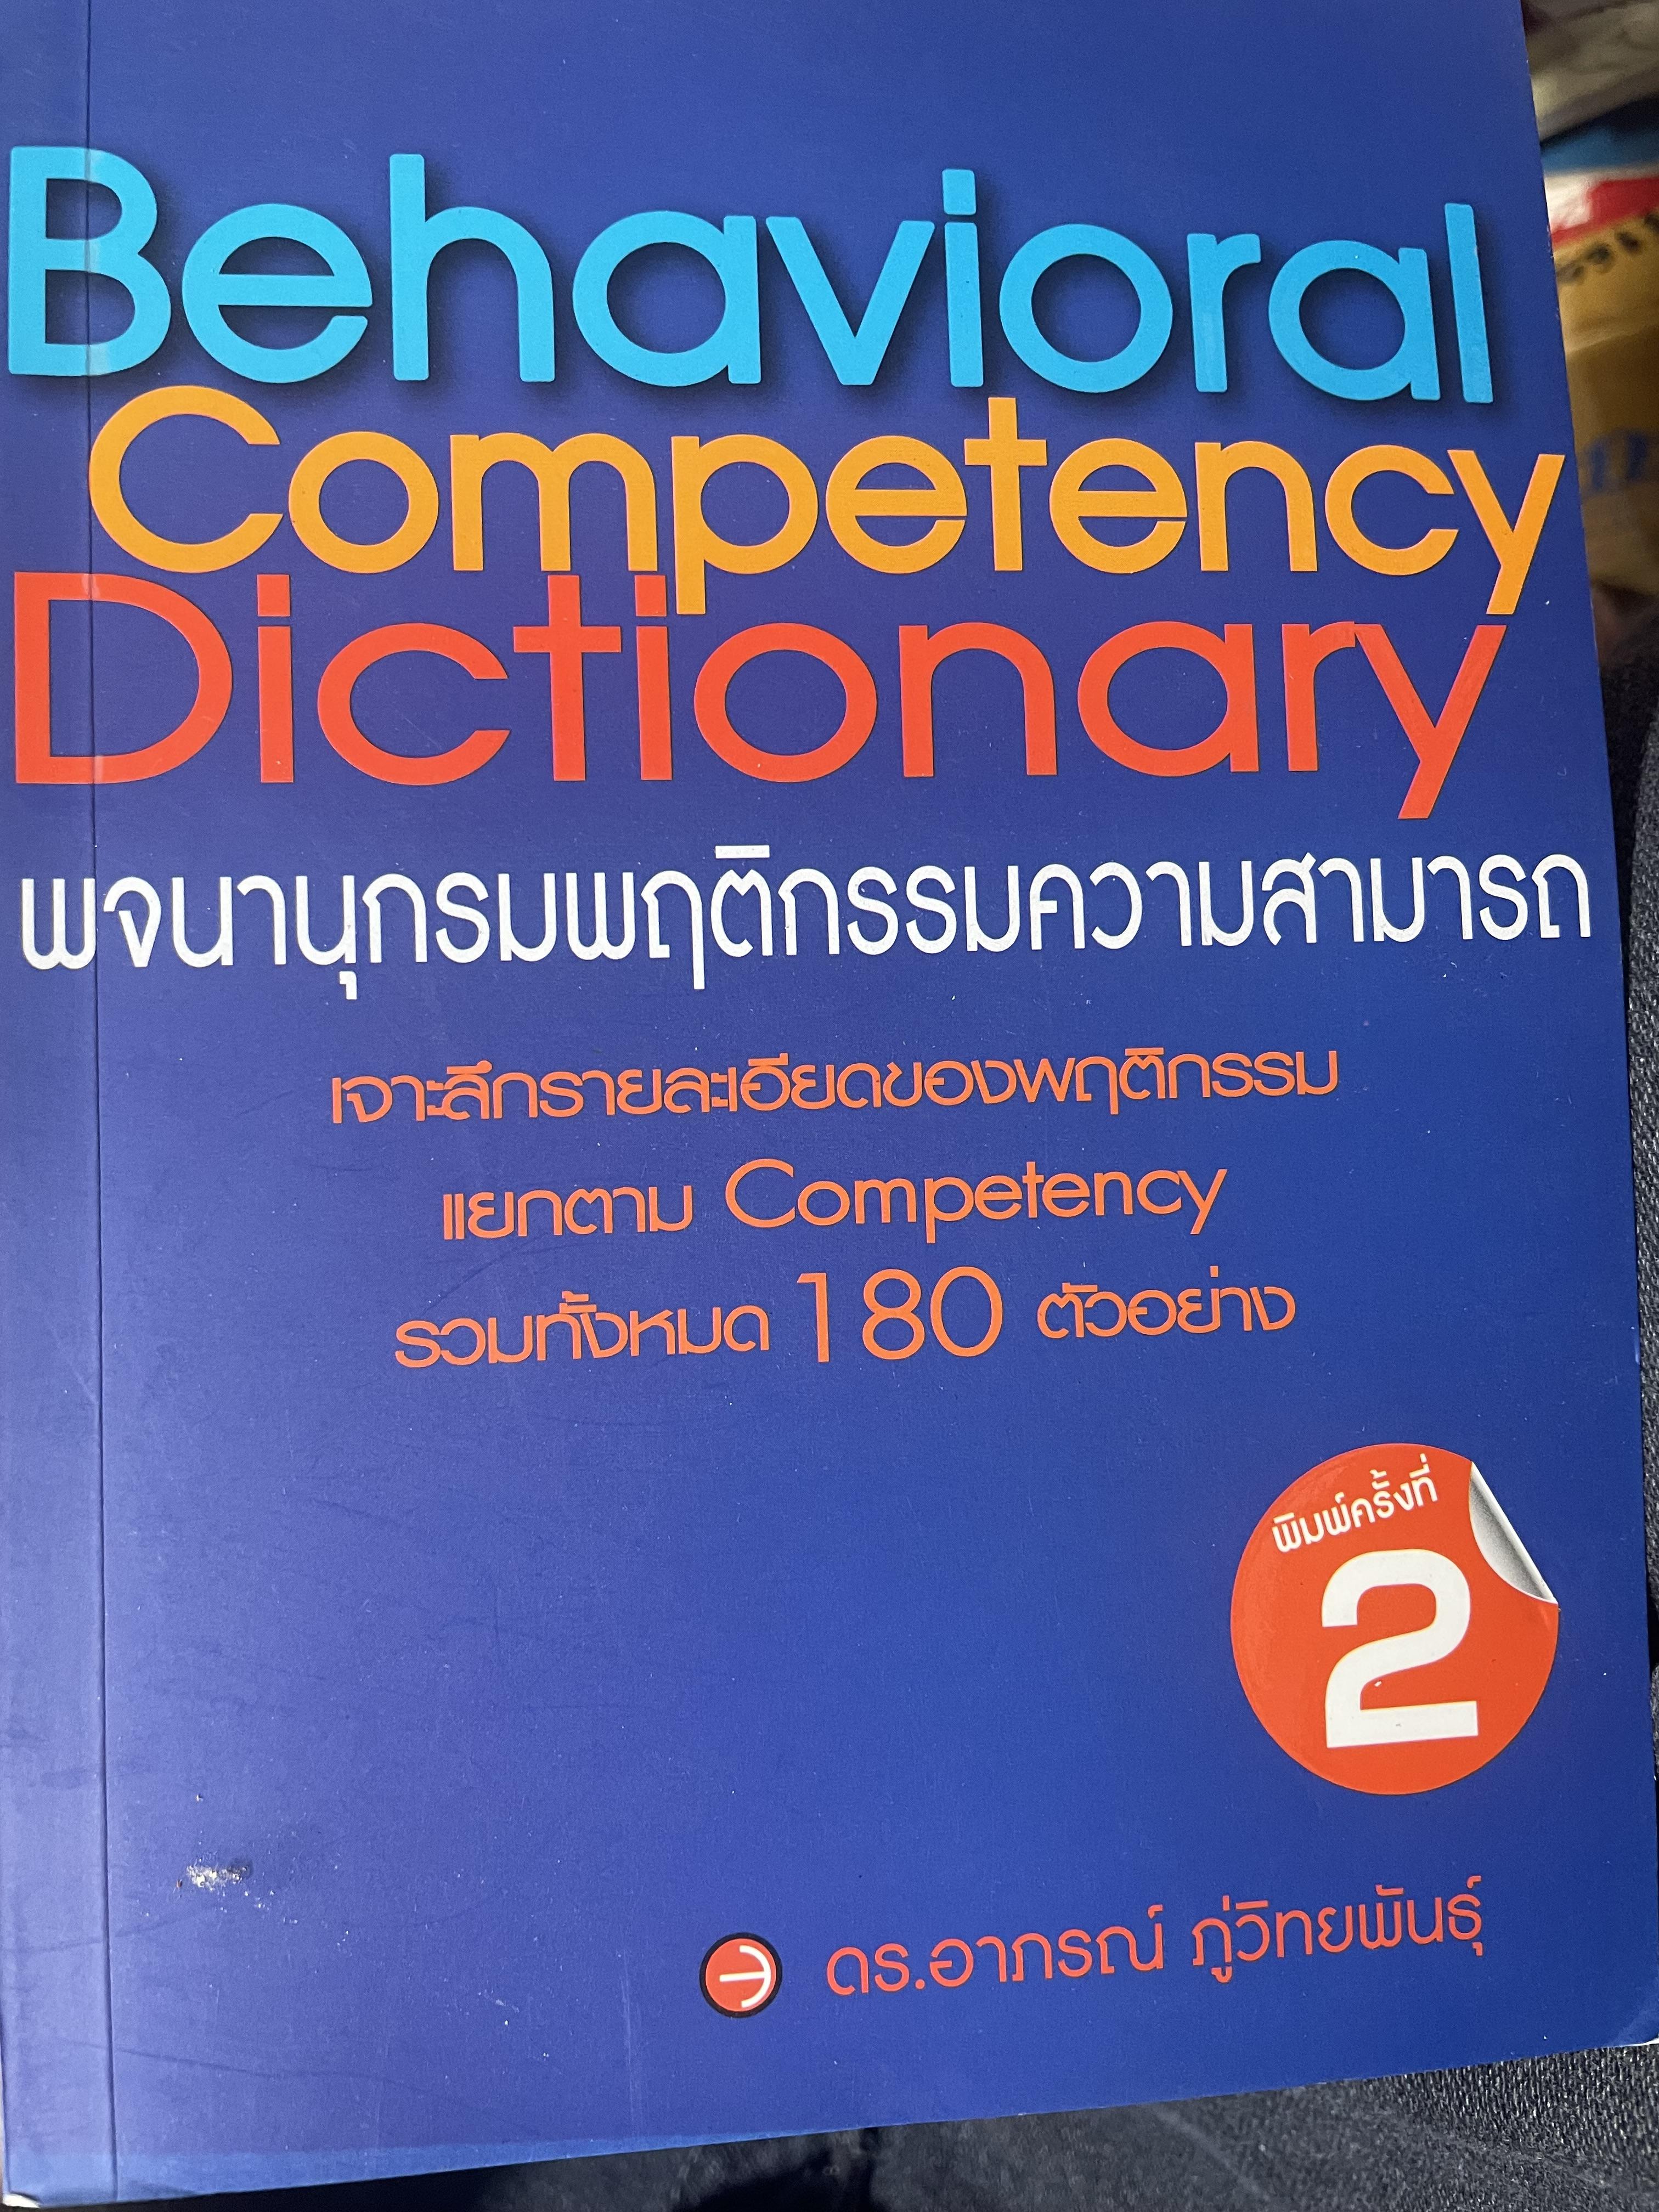 Behavioral
Competency
Dictionary
พจนานุกรมพฤติกรรมความสามารถ
เจาะลึกรายละเอียดของพฤติกรรม
แยกตาม Competency
รวมทั้งหมด 180 ตัวอย่าง
พิมพ์ครั้งที่
2
ดร.อาภรณ์ ภู่วิทยพันธุ์